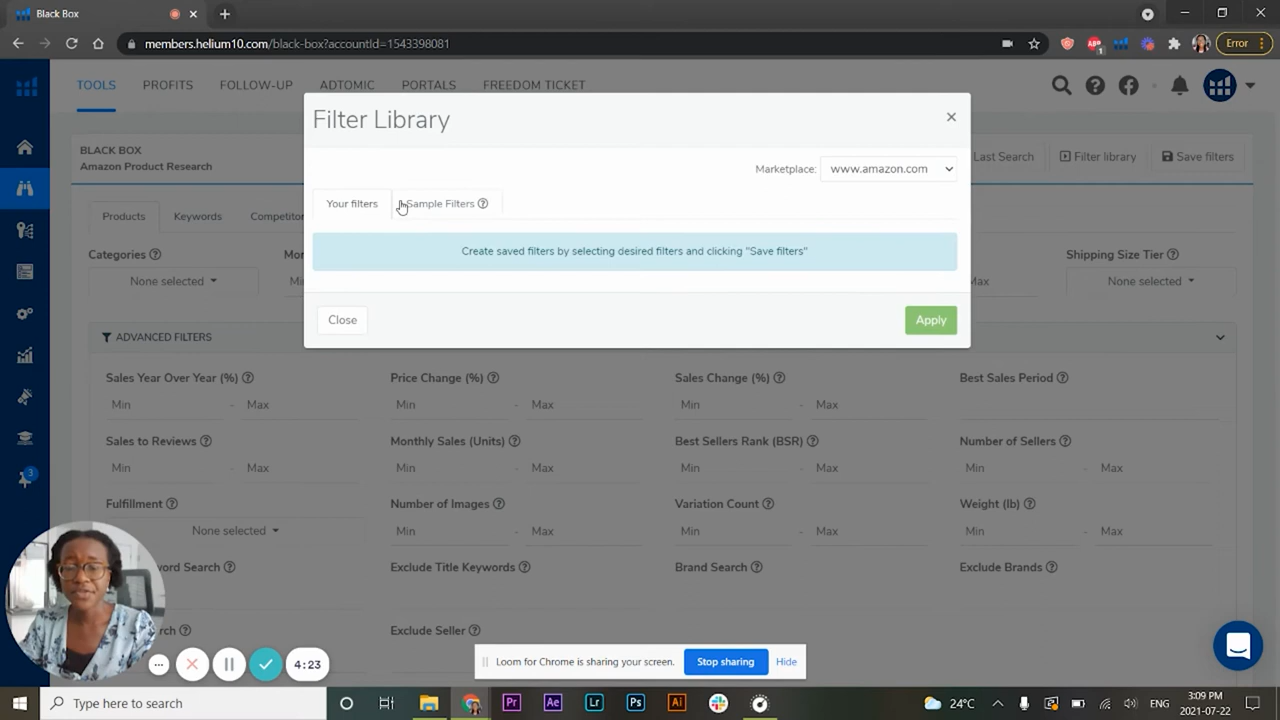 Black Box
members.helium10.com/black-box?accountId=1543398081
Error
TOOLS PROFITS FOLLOW-UP ADTOMIC PORTALS FREEDOM TICKET
BLACK BOX
Amazon Product Research
Last Search Filter library Save filters
Products Keywords Competitor
Categories
None selected
Shipping Size Tier
Max
None selected
Filter Library
Marketplace: www.amazon.com
Your filters Sample Filters
Create saved filters by selecting desired filters and clicking "Save filters"
Close Apply
ADVANCED FILTERS
Sales Year Over Year (%) Price Change (%) Sales Change (%) Best Sales Period
Min - Max Min - Max Min - Max
Sales to Reviews Monthly Sales (Units) Best Sellers Rank (BSR) Number of Sellers
Min - Max Min - Max Min - Max Min - Max
Fulfillment Number of Images Variation Count Weight (lb)
None selected Min - Max Min - Max Min - Max
Search Exclude Title Keywords Brand Search Exclude Brands
Exclude Seller
4:23
Loom for Chrome is sharing your screen. Stop sharing Hide
3
Type here to search
Pr Ae Lr Ps Ai
24°C
ENG
3:09 PM
2021-07-22